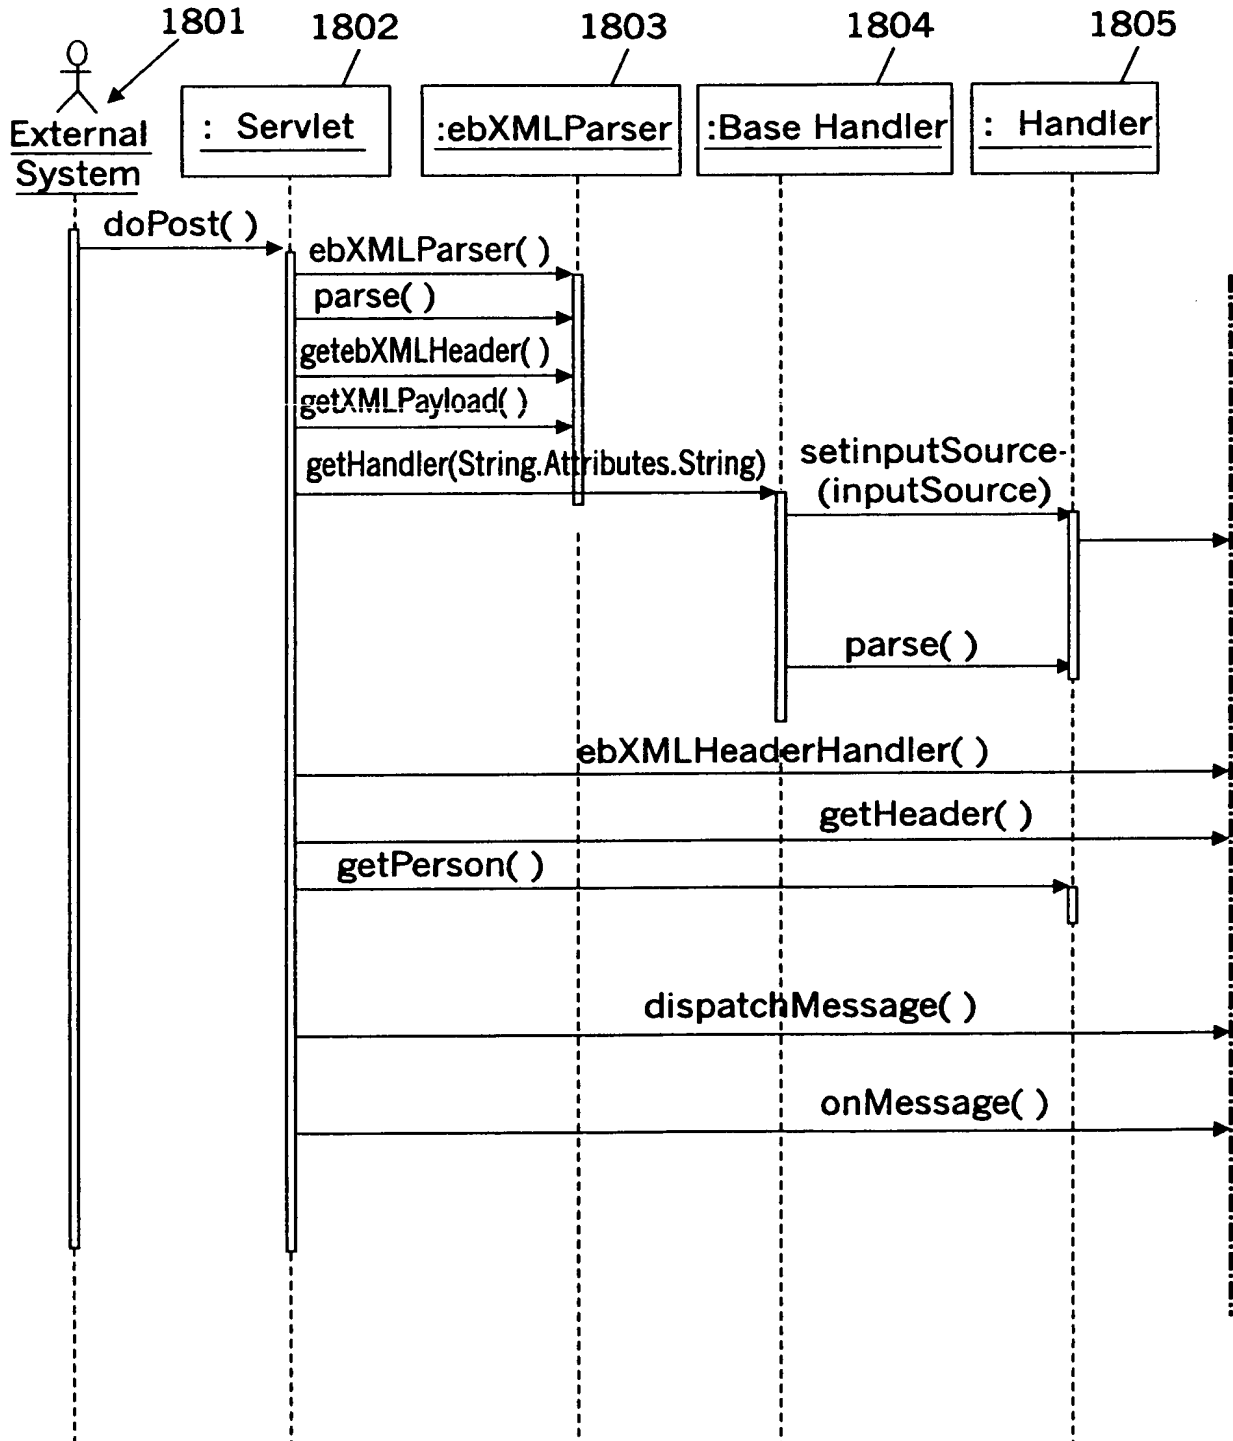 1801
1802
1803
1804
1805
External
System
: Servlet
:ebXMLParser
:Base Handler
: Handler
doPost( )
ebXMLParser( )
parse( )
getebXMLHeader( )
getXMLPayload( )
getHandler(String.Attributes.String)
setinputSource-
(inputSource)
parse( )
ebXMLHeaderHandler( )
getHeader( )
getPerson( )
dispatchMessage( )
onMessage( )